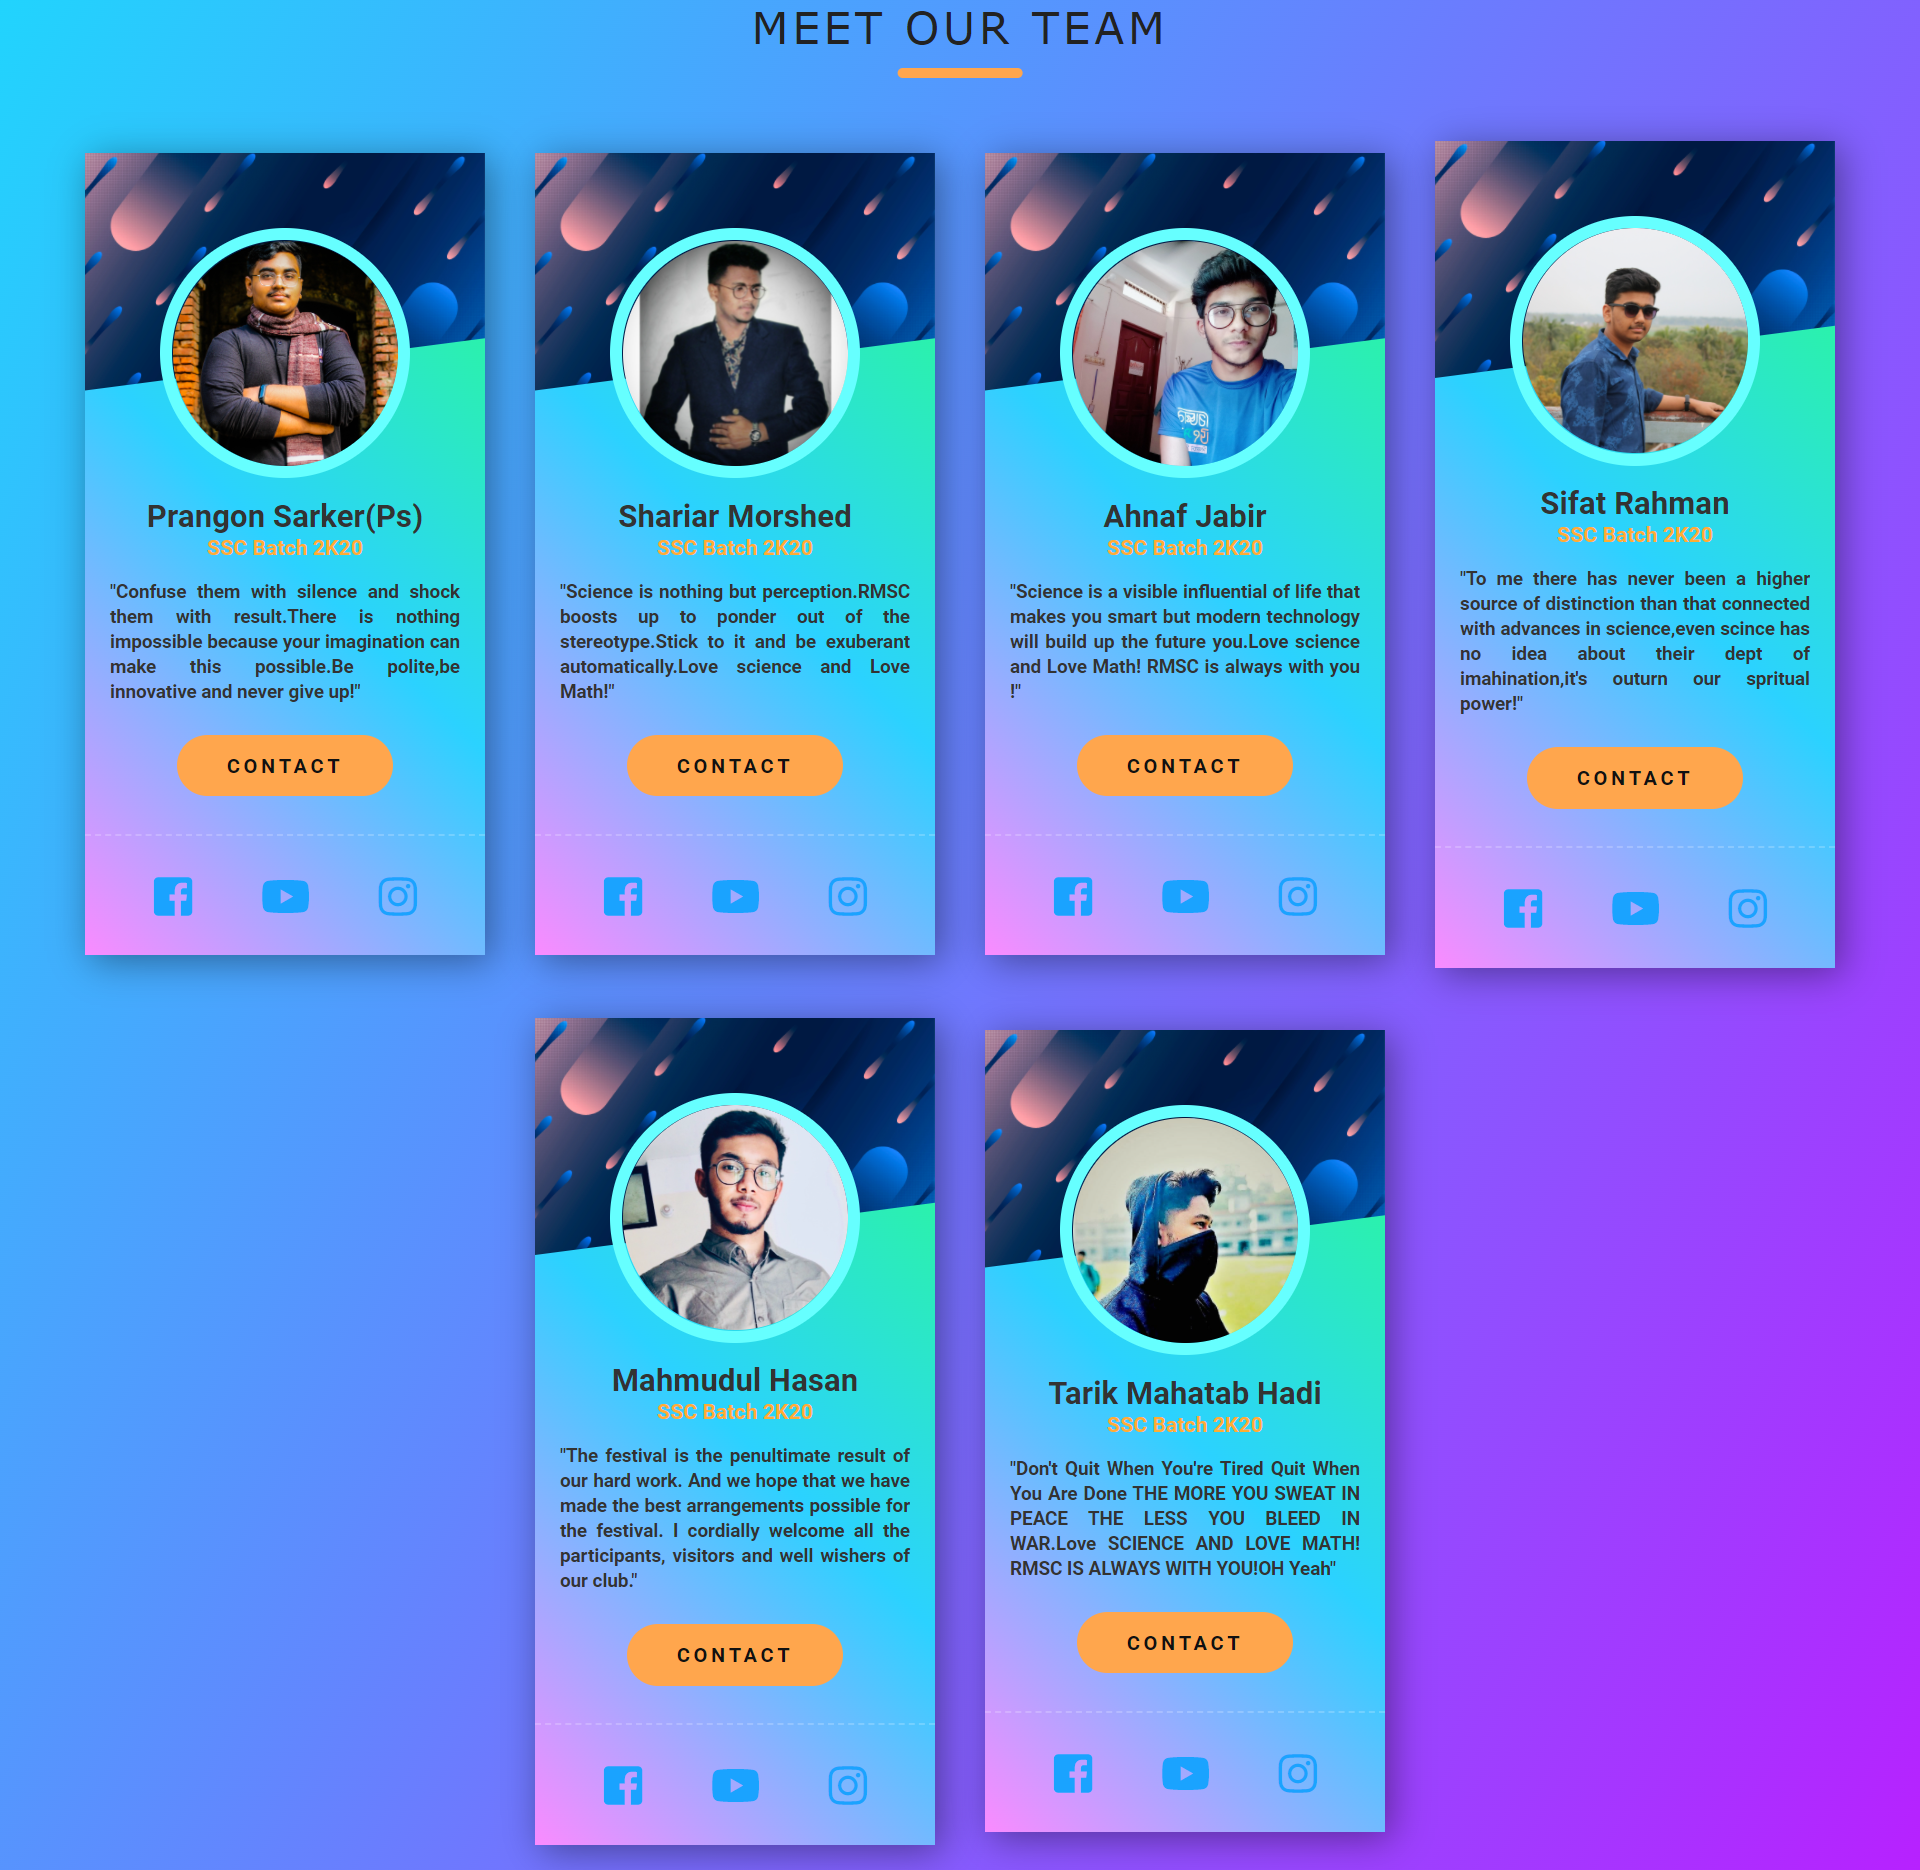 MEET OUR TEAM
Prangon Sarker(Ps)
SSC Batch 2K20
"Confuse them with silence and shock
them with result.There is nothing
impossible because your imagination can
make this possible.Be polite,be
innovative and never give up!"
CONTACT
Shariar Morshed
SSC Batch 2K20
"Science is nothing but perception.RMSC
boosts up to ponder out of the
stereotype.Stick to it and be exuberant
automatically.Love science and Love
Math!"
CONTACT
Ahnaf Jabir
SSC Batch 2K20
"Science is a visible influential of life that
makes you smart but modern technology
will build up the future you.Love science
and Love Math! RMSC is always with you
!"
CONTACT
Sifat Rahman
SSC Batch 2K20
"To me there has never been a higher
source of distinction than that connected
with advances in science,even scince has
no idea about their dept of
imahination,it's outurn our spritual
power!"
CONTACT
Mahmudul Hasan
SSC Batch 2K20
"The festival is the penultimate result of
our hard work. And we hope that we have
made the best arrangements possible for
the festival. I cordially welcome all the
participants, visitors and well wishers of
our club."
CONTACT
Tarik Mahatab Hadi
SSC Batch 2K20
"Don't Quit When You're Tired Quit When
You Are Done THE MORE YOU SWEAT IN
PEACE THE LESS YOU BLEED IN
WAR.Love SCIENCE AND LOVE MATH!
RMSC IS ALWAYS WITH YOU!OH Yeah"
CONTACT